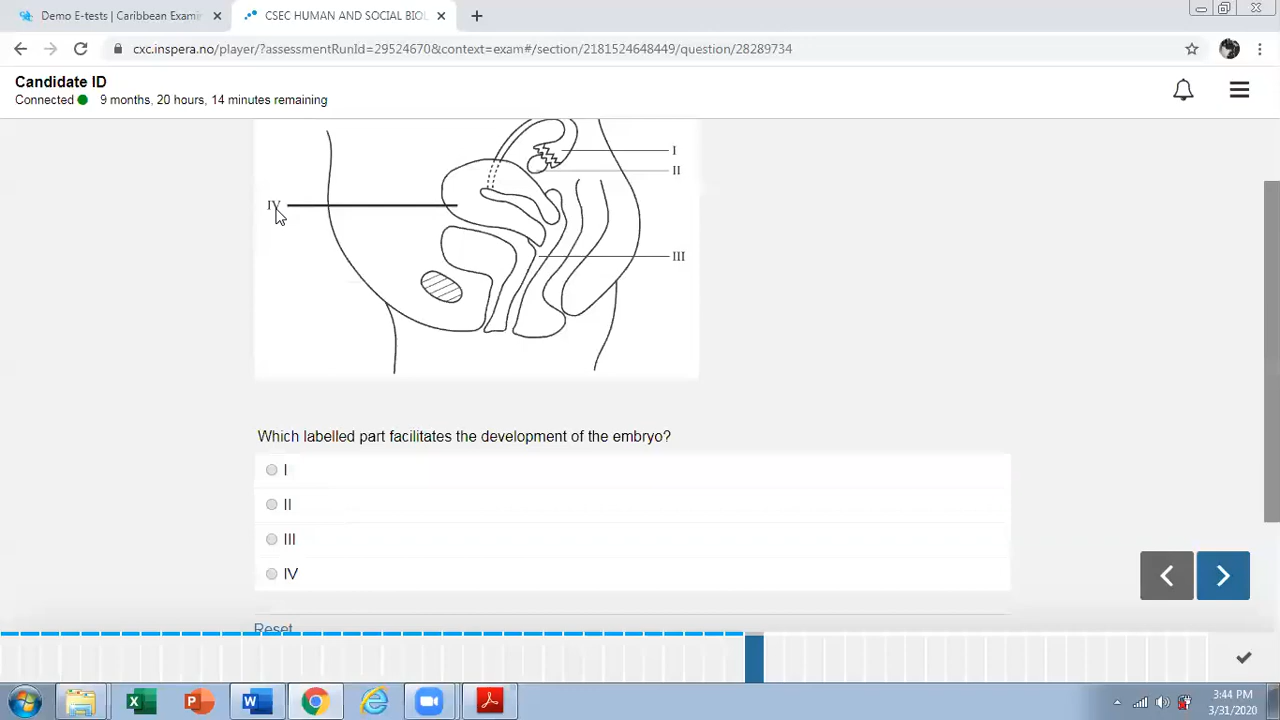 Demo E-tests | Caribbean Exami
CSEC HUMAN AND SOCIAL BIOL
cxc.inspera.no/player/?assessmentRunId=29524670&context=exam#/section/2181524648449/question/28289734
Candidate ID
Connected 9 months, 20 hours, 14 minutes remaining
I
II
IV
III
Which labelled part facilitates the development of the embryo?
I
II
III
IV
Reset
3:44 PM
3/31/2020